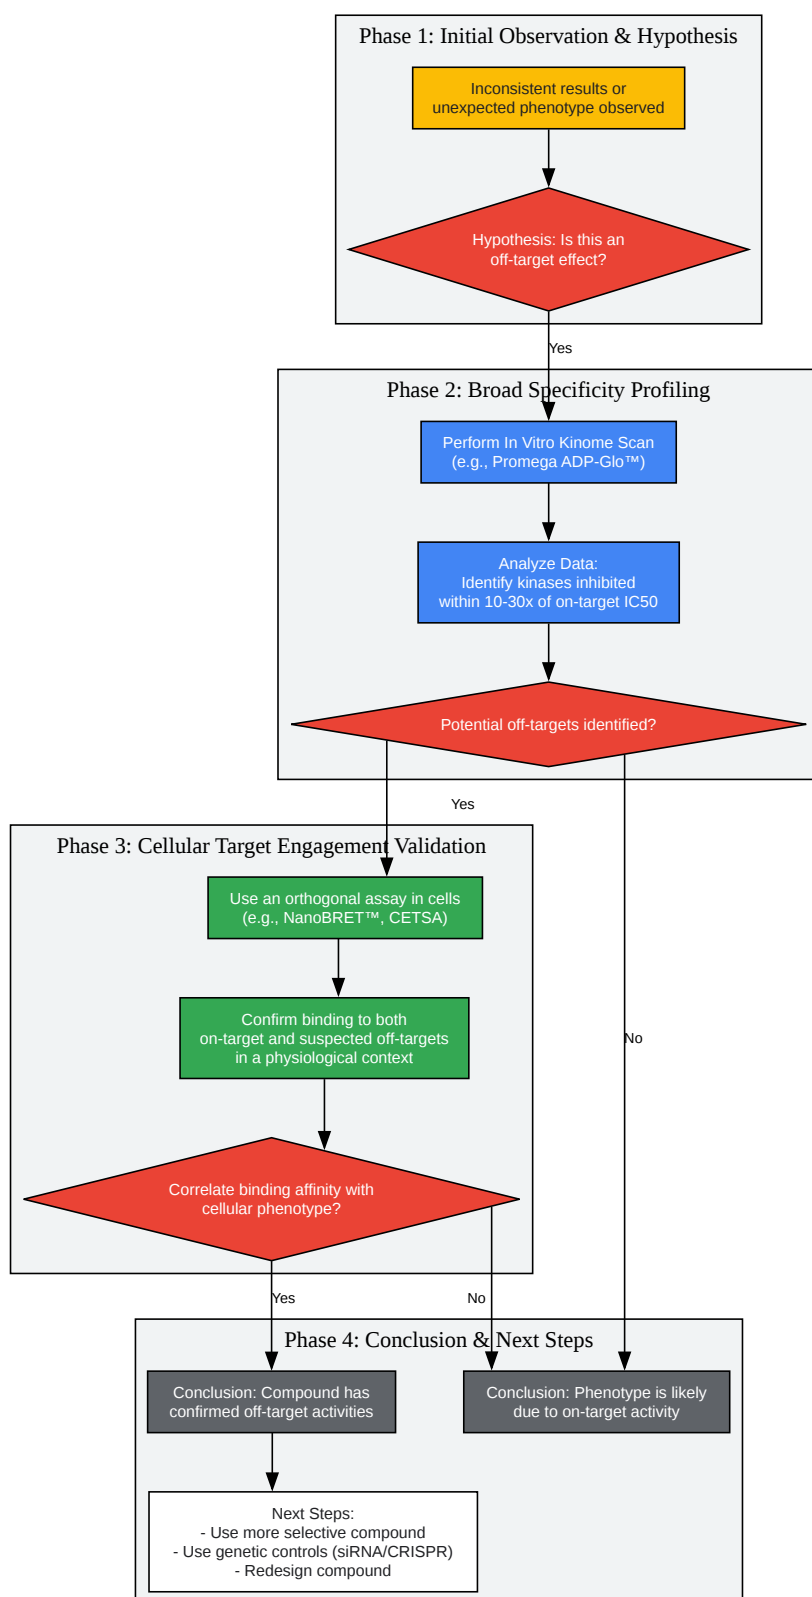 Phase 1: Initial Observation & Hypothesis
Inconsistent results or
unexpected phenotype observed
Hypothesis: Is this an
off-target effect?
Yes
Phase 2: Broad Specificity Profiling
Perform In Vitro Kinome Scan
(e.g., Promega ADP-Glo™)
Analyze Data:
Identify kinases inhibited
within 10-30x of on-target IC50
Potential off-targets identified?
Yes
Phase 3: Cellular Target Engagement Validation
Use an orthogonal assay in cells
(e.g., NanoBRET™, CETSA)
Confirm binding to both
on-target and suspected off-targets
in a physiological context
No
Correlate binding affinity with
cellular phenotype?
Yes
No
Phase 4: Conclusion & Next Steps
Conclusion: Compound has
confirmed off-target activities
Conclusion: Phenotype is likely
due to on-target activity
Next Steps:
- Use more selective compound
- Use genetic controls (siRNA/CRISPR)
- Redesign compound